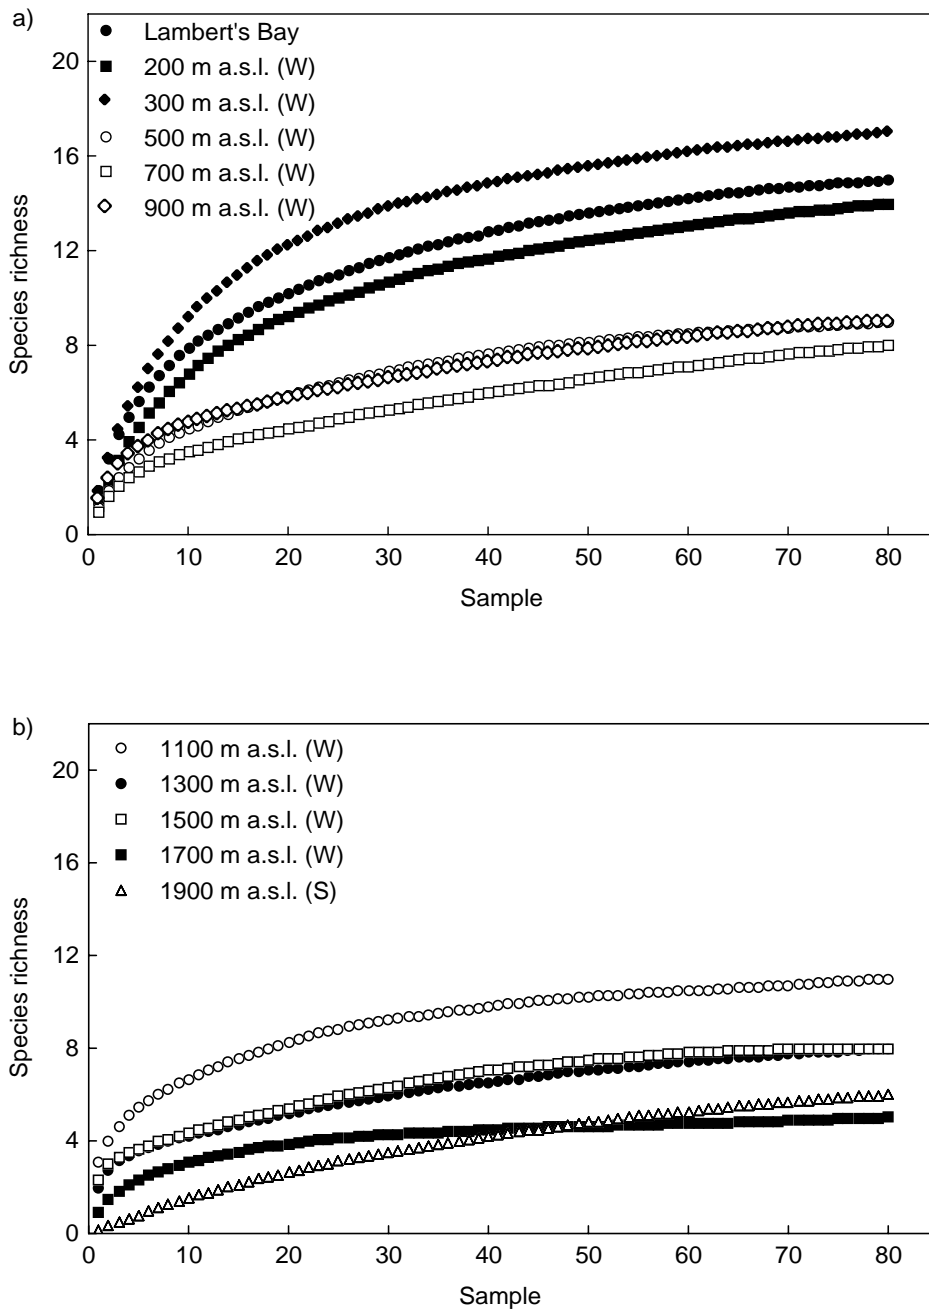 a)
Lambert's Bay
200 m a.s.l. (W)
300 m a.s.l. (W)
500 m a.s.l. (W)
700 m a.s.l. (W)
900 m a.s.l. (W)
20
16
12
8
4
0
Species richness
0 10 20 30 40 50 60 70 80
Sample
b)
1100 m a.s.l. (W)
1300 m a.s.l. (W)
1500 m a.s.l. (W)
1700 m a.s.l. (W)
1900 m a.s.l. (S)
20
16
12
8
4
0
Species richness
0 10 20 30 40 50 60 70 80
Sample